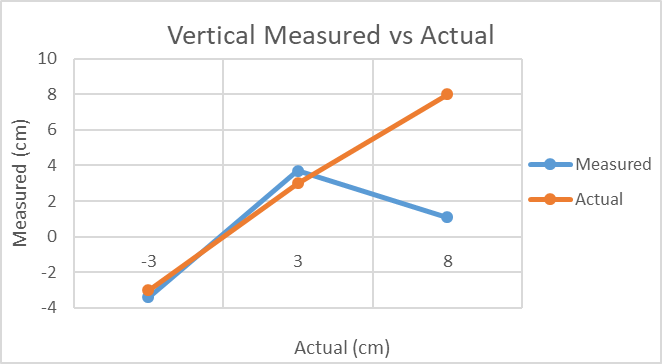 Vertical Measured vs Actual
10
8
6
4
2
0
-2
-4
-3 3 8
Measured (cm)
Actual (cm)
Measured
Actual